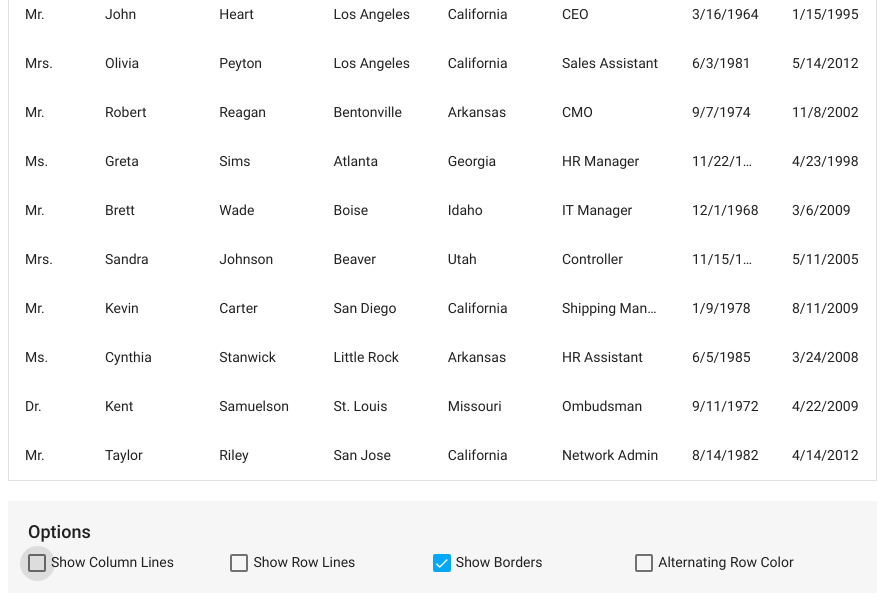 Mr. John Heart Los Angeles California CEO 3/16/1964 1/15/1995
Mrs. Olivia Peyton Los Angeles California Sales Assistant 6/3/1981 5/14/2012
Mr. Robert Reagan Bentonville Arkansas CMO 9/7/1974 11/8/2002
Ms. Greta Sims Atlanta Georgia HR Manager 11/22/1... 4/23/1998
Mr. Brett Wade Boise Idaho IT Manager 12/1/1968 3/6/2009
Mrs. Sandra Johnson Beaver Utah Controller 11/15/1... 5/11/2005
Mr. Kevin Carter San Diego California Shipping Man... 1/9/1978 8/11/2009
Ms. Cynthia Stanwick Little Rock Arkansas HR Assistant 6/5/1985 3/24/2008
Dr. Kent Samuelson St. Louis Missouri Ombudsman 9/11/1972 4/22/2009
Mr. Taylor Riley San Jose California Network Admin 8/14/1982 4/14/2012
Options
Show Column Lines Show Row Lines Show Borders Alternating Row Color